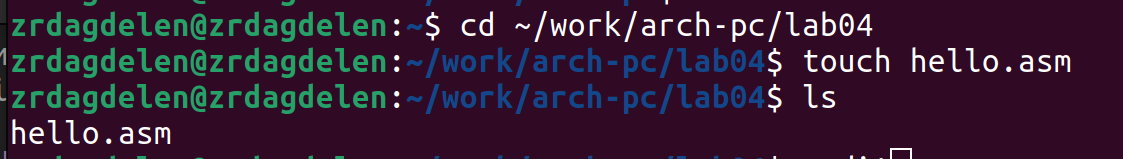 zrdagdelen@zrdagdelen:~$ cd ~/work/arch-pc/lab04
zrdagdelen@zrdagdelen:~/work/arch-pc/lab04$ touch hello.asm
zrdagdelen@zrdagdelen:~/work/arch-pc/lab04$ ls
hello.asm